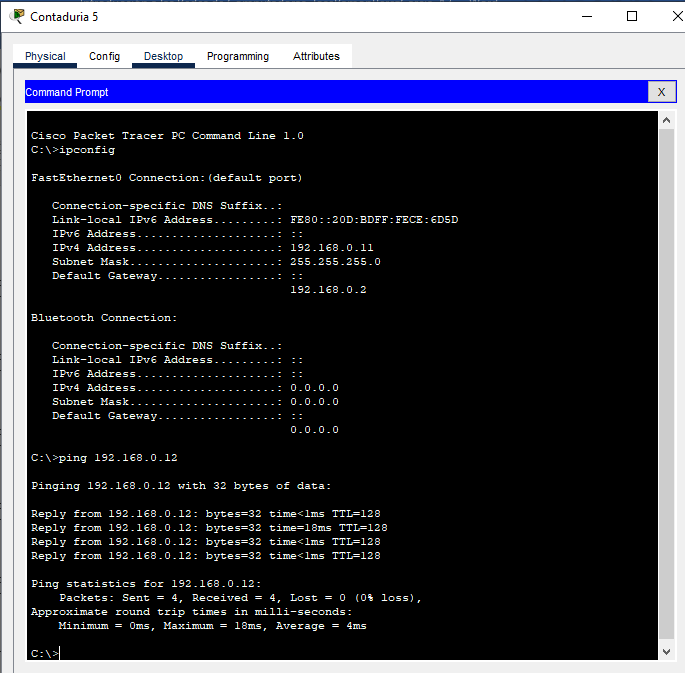 Contaduria 5
Physical Config Desktop Programming Attributes
Command Prompt
X
Cisco Packet Tracer PC Command Line 1.0
C:\>ipconfig
FastEthernet0 Connection:(default port)
Connection-specific DNS Suffix..:
Link-local IPv6 Address.........: FE80::20D:BDFF:FECE:6D5D
IPv6 Address....................: ::
IPv4 Address....................: 192.168.0.11
Subnet Mask.....................: 255.255.255.0
Default Gateway.................: ::
192.168.0.2
Bluetooth Connection:
Connection-specific DNS Suffix..:
Link-local IPv6 Address.........: ::
IPv6 Address....................: ::
IPv4 Address....................: 0.0.0.0
Subnet Mask.....................: 0.0.0.0
Default Gateway.................: ::
0.0.0.0
C:\>ping 192.168.0.12
Pinging 192.168.0.12 with 32 bytes of data:
Reply from 192.168.0.12: bytes=32 time<1ms TTL=128
Reply from 192.168.0.12: bytes=32 time=18ms TTL=128
Reply from 192.168.0.12: bytes=32 time<1ms TTL=128
Reply from 192.168.0.12: bytes=32 time<1ms TTL=128
Ping statistics for 192.168.0.12:
Packets: Sent = 4, Received = 4, Lost = 0 (0% loss),
Approximate round trip times in milli-seconds:
Minimum = 0ms, Maximum = 18ms, Average = 4ms
C:\>